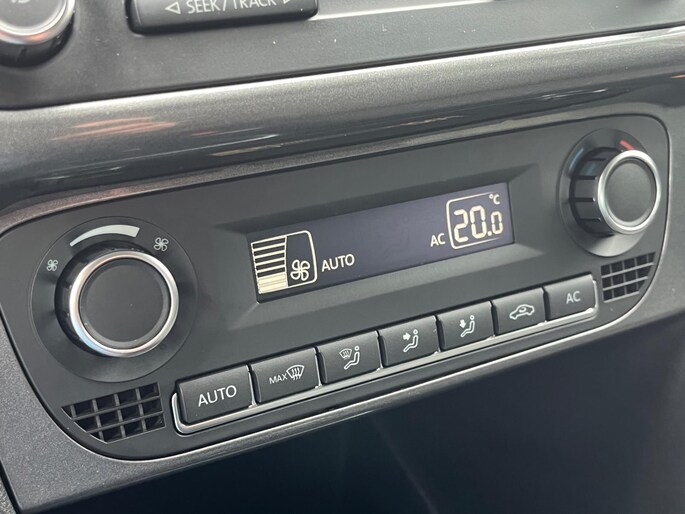 ◁ SEEK / TRACK ▷
°C
AUTO
AC 20.0
AUTO
MAX
AC